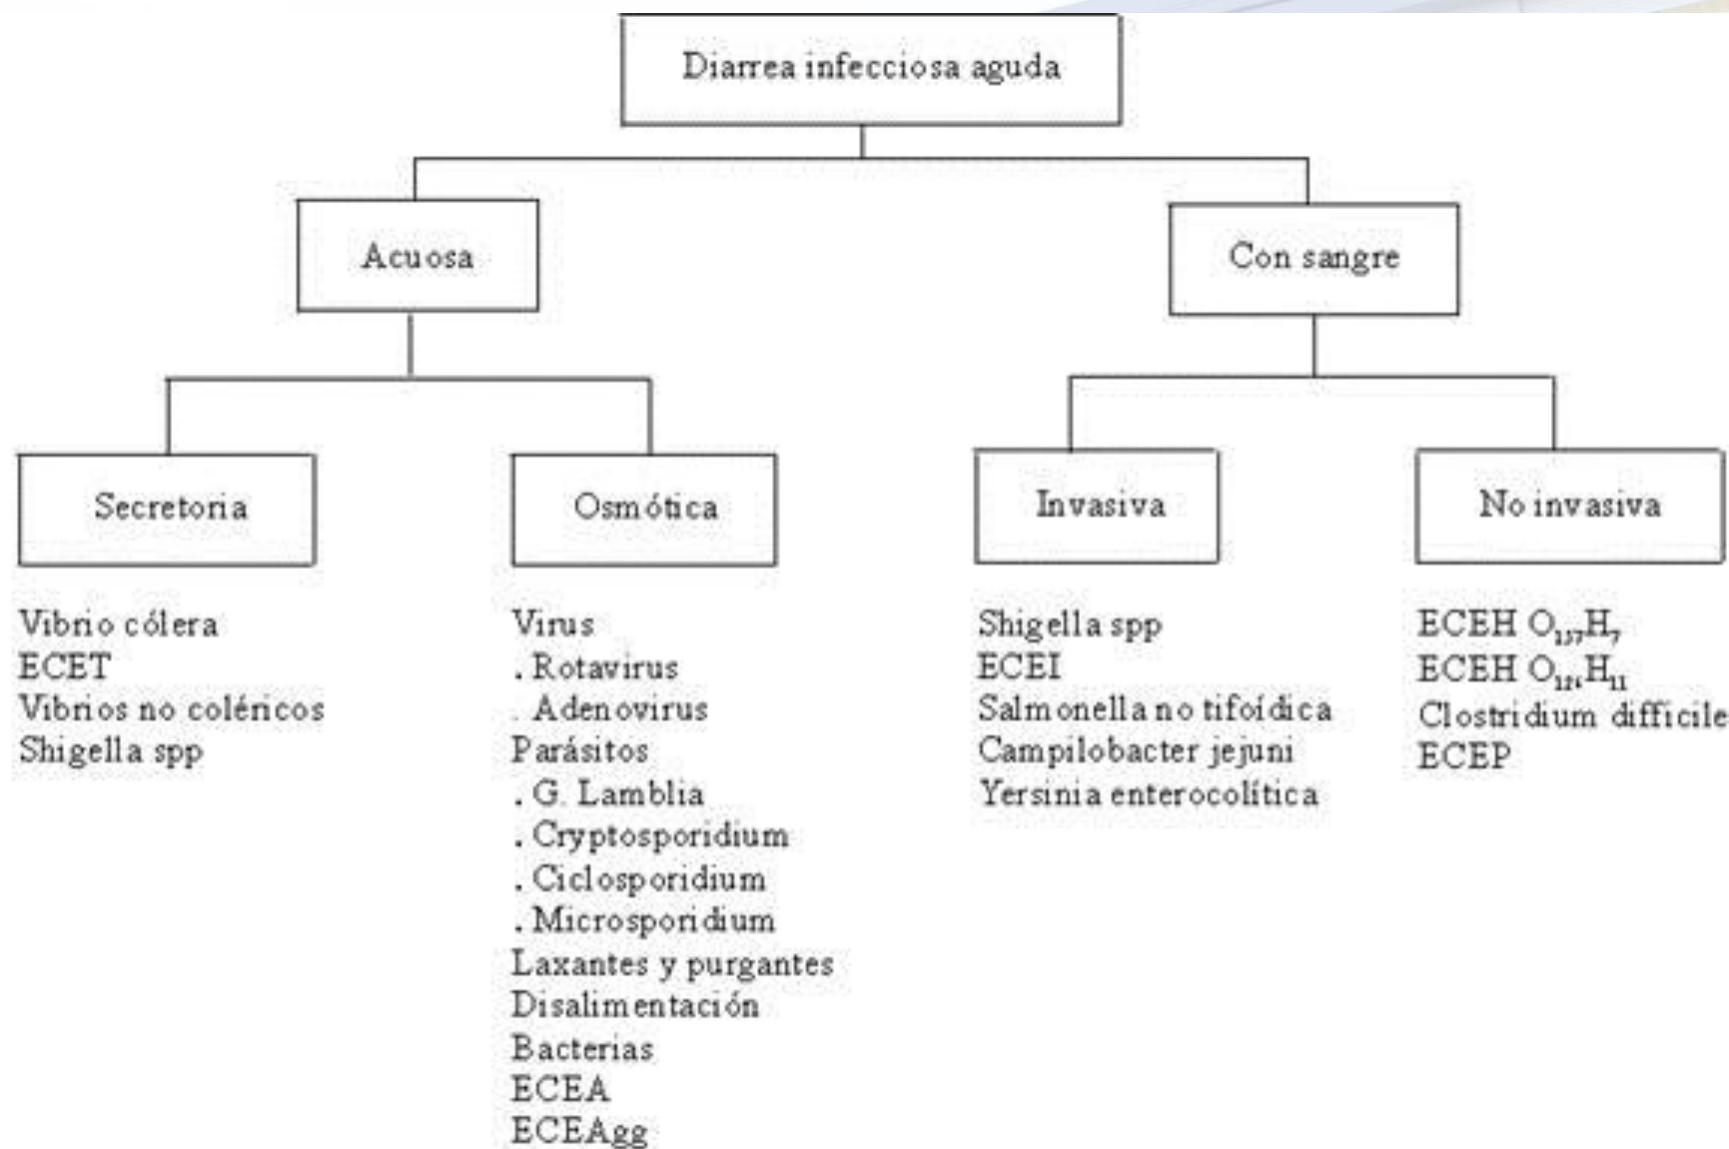 Diarrea infecciosa aguda
Acuosa
Con sangre
Secretoria
Osmótica
Invasiva
No invasiva
Vibrio cólera
ECET
Vibrios no coléricos
Shigella spp
Virus
. Rotavirus
. Adenovirus
Parásitos
. G. Lamblia
. Cryptosporidium
. Ciclosporidium
. Microsporidium
Laxantes y purgantes
Disalimentación
Bacterias
ECEA
ECEAgg
Shigella spp
ECEI
Salmonella no tifoídica
Campilobacter jejuni
Yersinia enterocolítica
ECEH O₁₅₇H₇
ECEH H₁₁
Clostridium difficile
ECEP